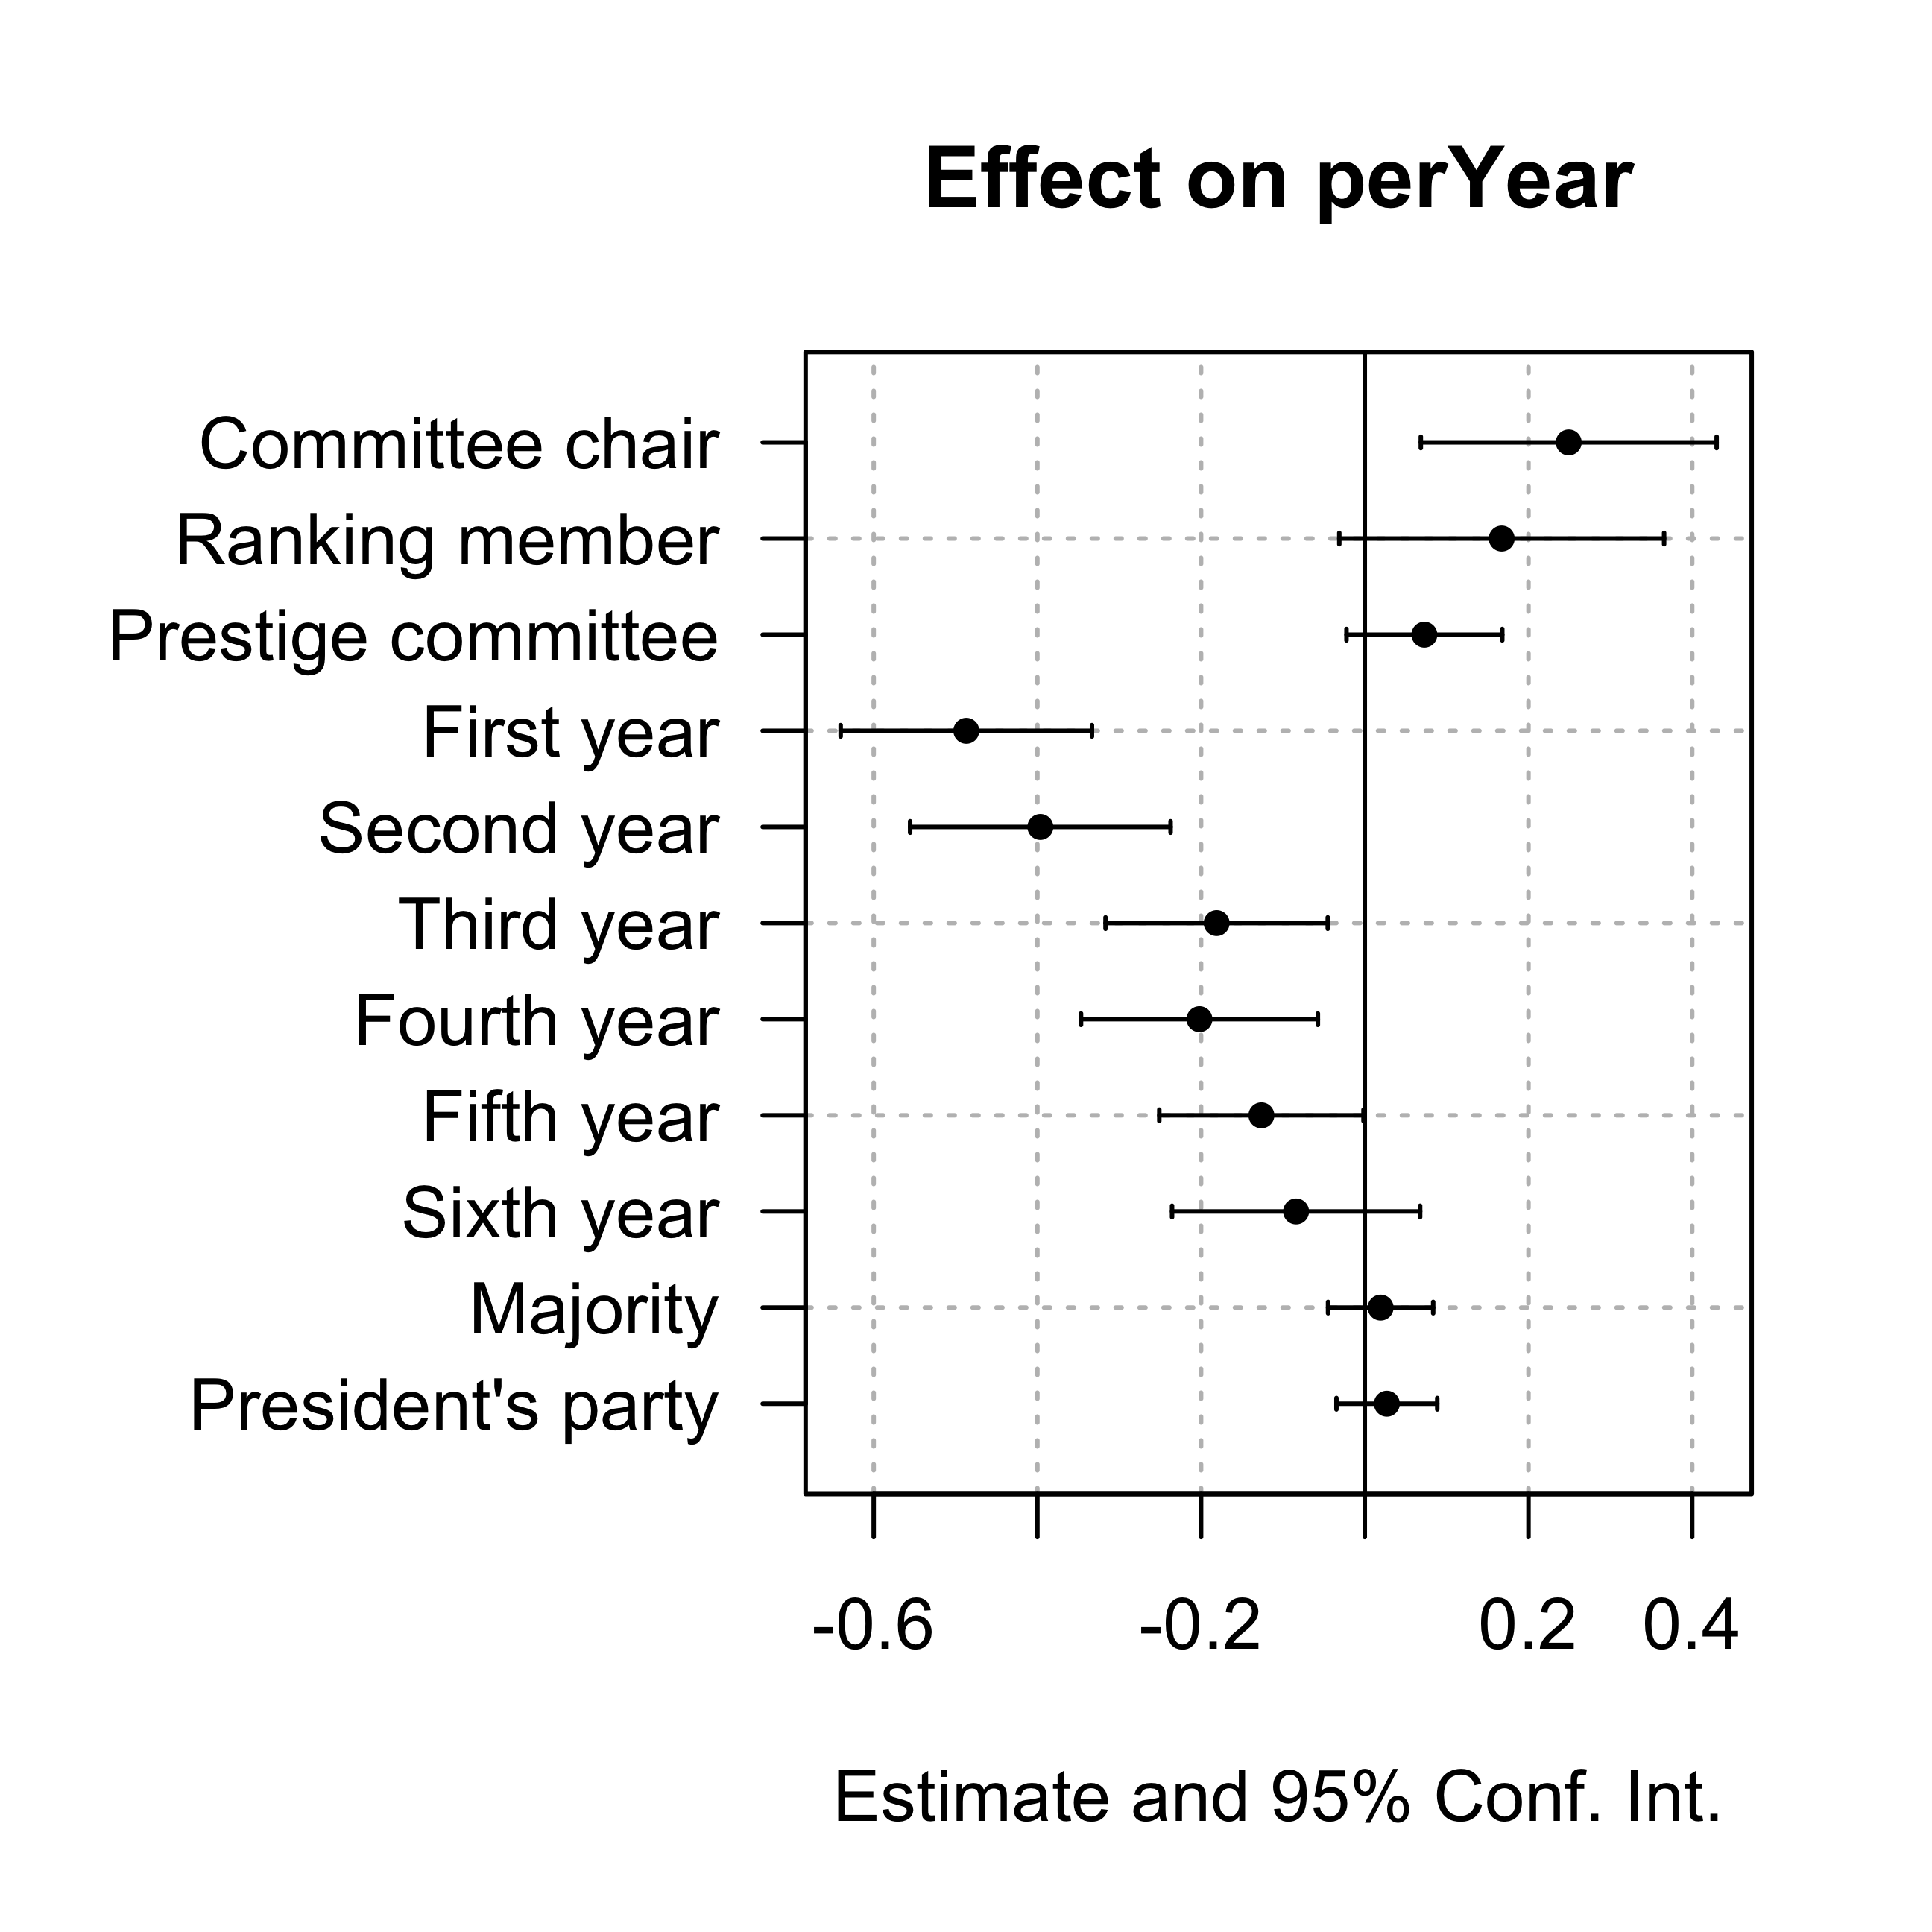 Effect on perYear
Committee chair
Ranking member
Prestige committee
First year
Second year
Third year
Fourth year
Fifth year
Sixth year
Majority
President's party
-0.6 -0.2 0.2 0.4
Estimate and 95% Conf. Int.